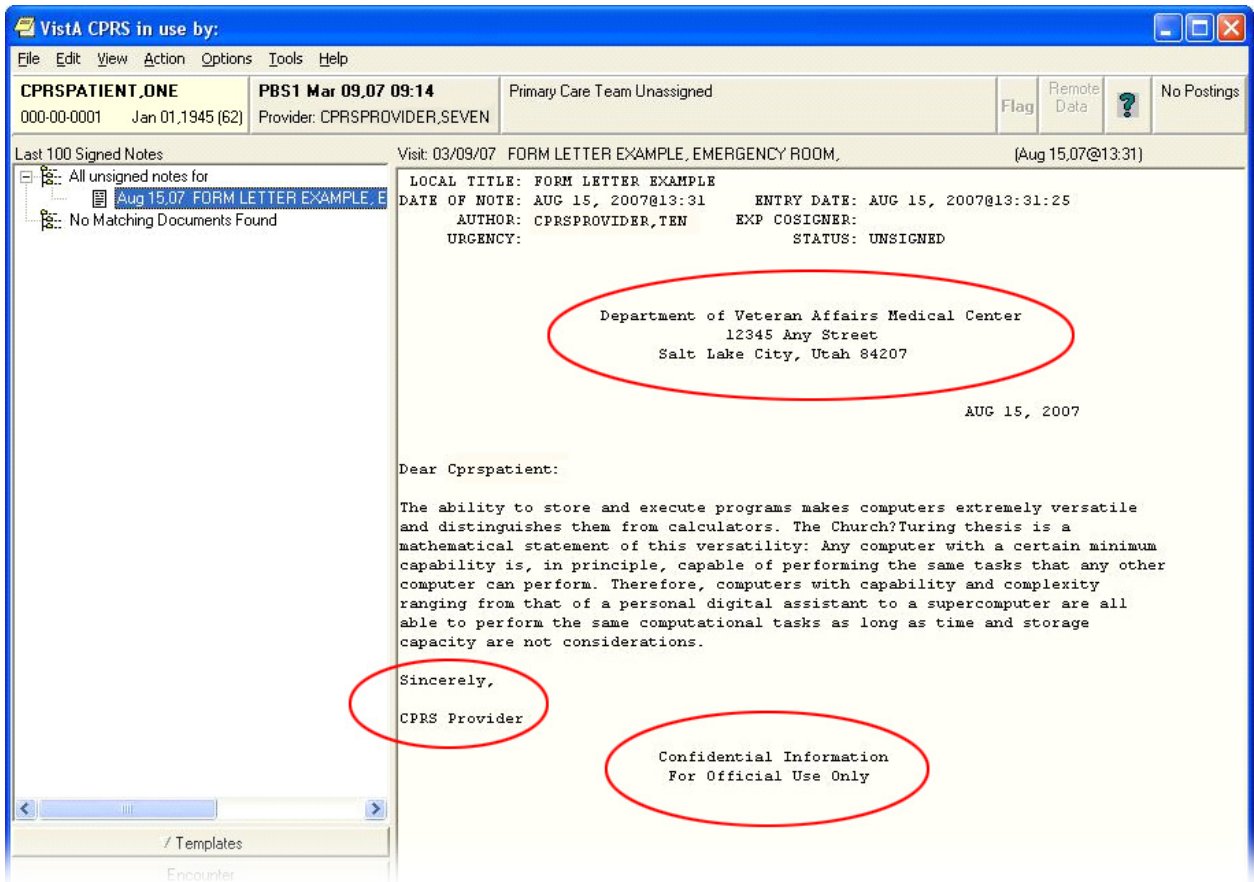 VistA CPRS in use by:
File Edit View Action Options Tools Help
CPRSPATIENT,ONE
000-00-0001 Jan 01,1945 (62)
PBS1 Mar 09,07 09:14
Provider: CPRSPROVIDER,SEVEN
Primary Care Team Unassigned
Flag
Remote
Data
?
No Postings
Last 100 Signed Notes
All unsigned notes for
Aug 15,07 FORM LETTER EXAMPLE, E
No Matching Documents Found
Visit: 03/09/07 FORM LETTER EXAMPLE, EMERGENCY ROOM, (Aug 15,07@13:31)
LOCAL TITLE: FORM LETTER EXAMPLE
DATE OF NOTE: AUG 15, 2007@13:31 ENTRY DATE: AUG 15, 2007@13:31:25
AUTHOR: CPRSPROVIDER,TEN EXP COSIGNER:
URGENCY: STATUS: UNSIGNED
Department of Veteran Affairs Medical Center
12345 Any Street
Salt Lake City, Utah 84207
AUG 15, 2007
Dear Cprspatient:
The ability to store and execute programs makes computers extremely versatile
and distinguishes them from calculators. The Church?Turing thesis is a
mathematical statement of this versatility: Any computer with a certain minimum
capability is, in principle, capable of performing the same tasks that any other
computer can perform. Therefore, computers with capability and complexity
ranging from that of a personal digital assistant to a supercomputer are all
able to perform the same computational tasks as long as time and storage
capacity are not considerations.
Sincerely,
CPRS Provider
Confidential Information
For Official Use Only
/ Templates
Encounter